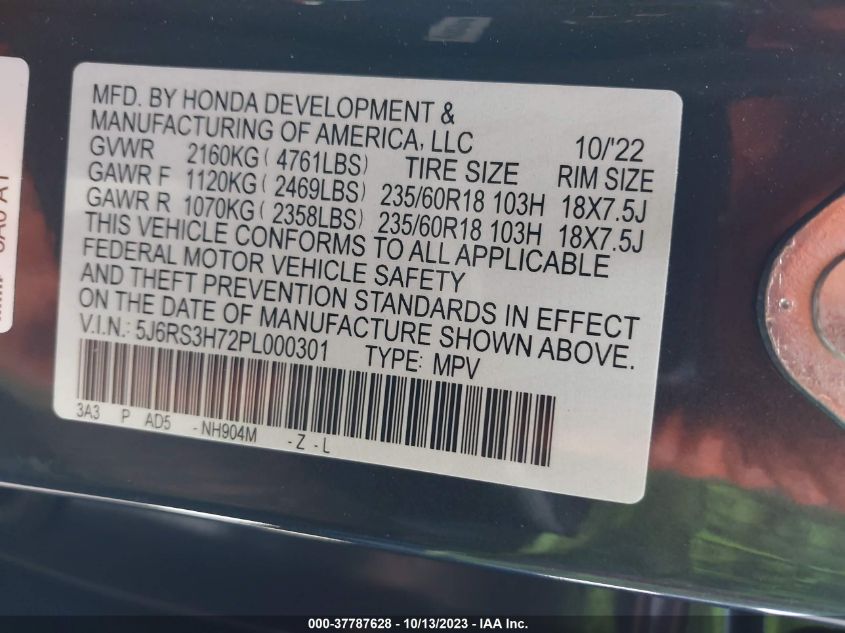 MFD. BY HONDA DEVELOPMENT &
MANUFACTURING OF AMERICA, LLC 10/'22
GVWR 2160KG ( 4761LBS) TIRE SIZE RIM SIZE
GAWR F 1120KG ( 2469LBS) 235/60R18 103H 18X7.5J
GAWR R 1070KG ( 2358LBS) 235/60R18 103H 18X7.5J
THIS VEHICLE CONFORMS TO ALL APPLICABLE
FEDERAL MOTOR VEHICLE SAFETY
AND THEFT PREVENTION STANDARDS IN EFFECT
ON THE DATE OF MANUFACTURE SHOWN ABOVE.
V.I.N.: 5J6RS3H72PL000301 TYPE: MPV
3A3 P AD5 - NH904M - Z - L
000-37787628 - 10/13/2023 - IAA Inc.